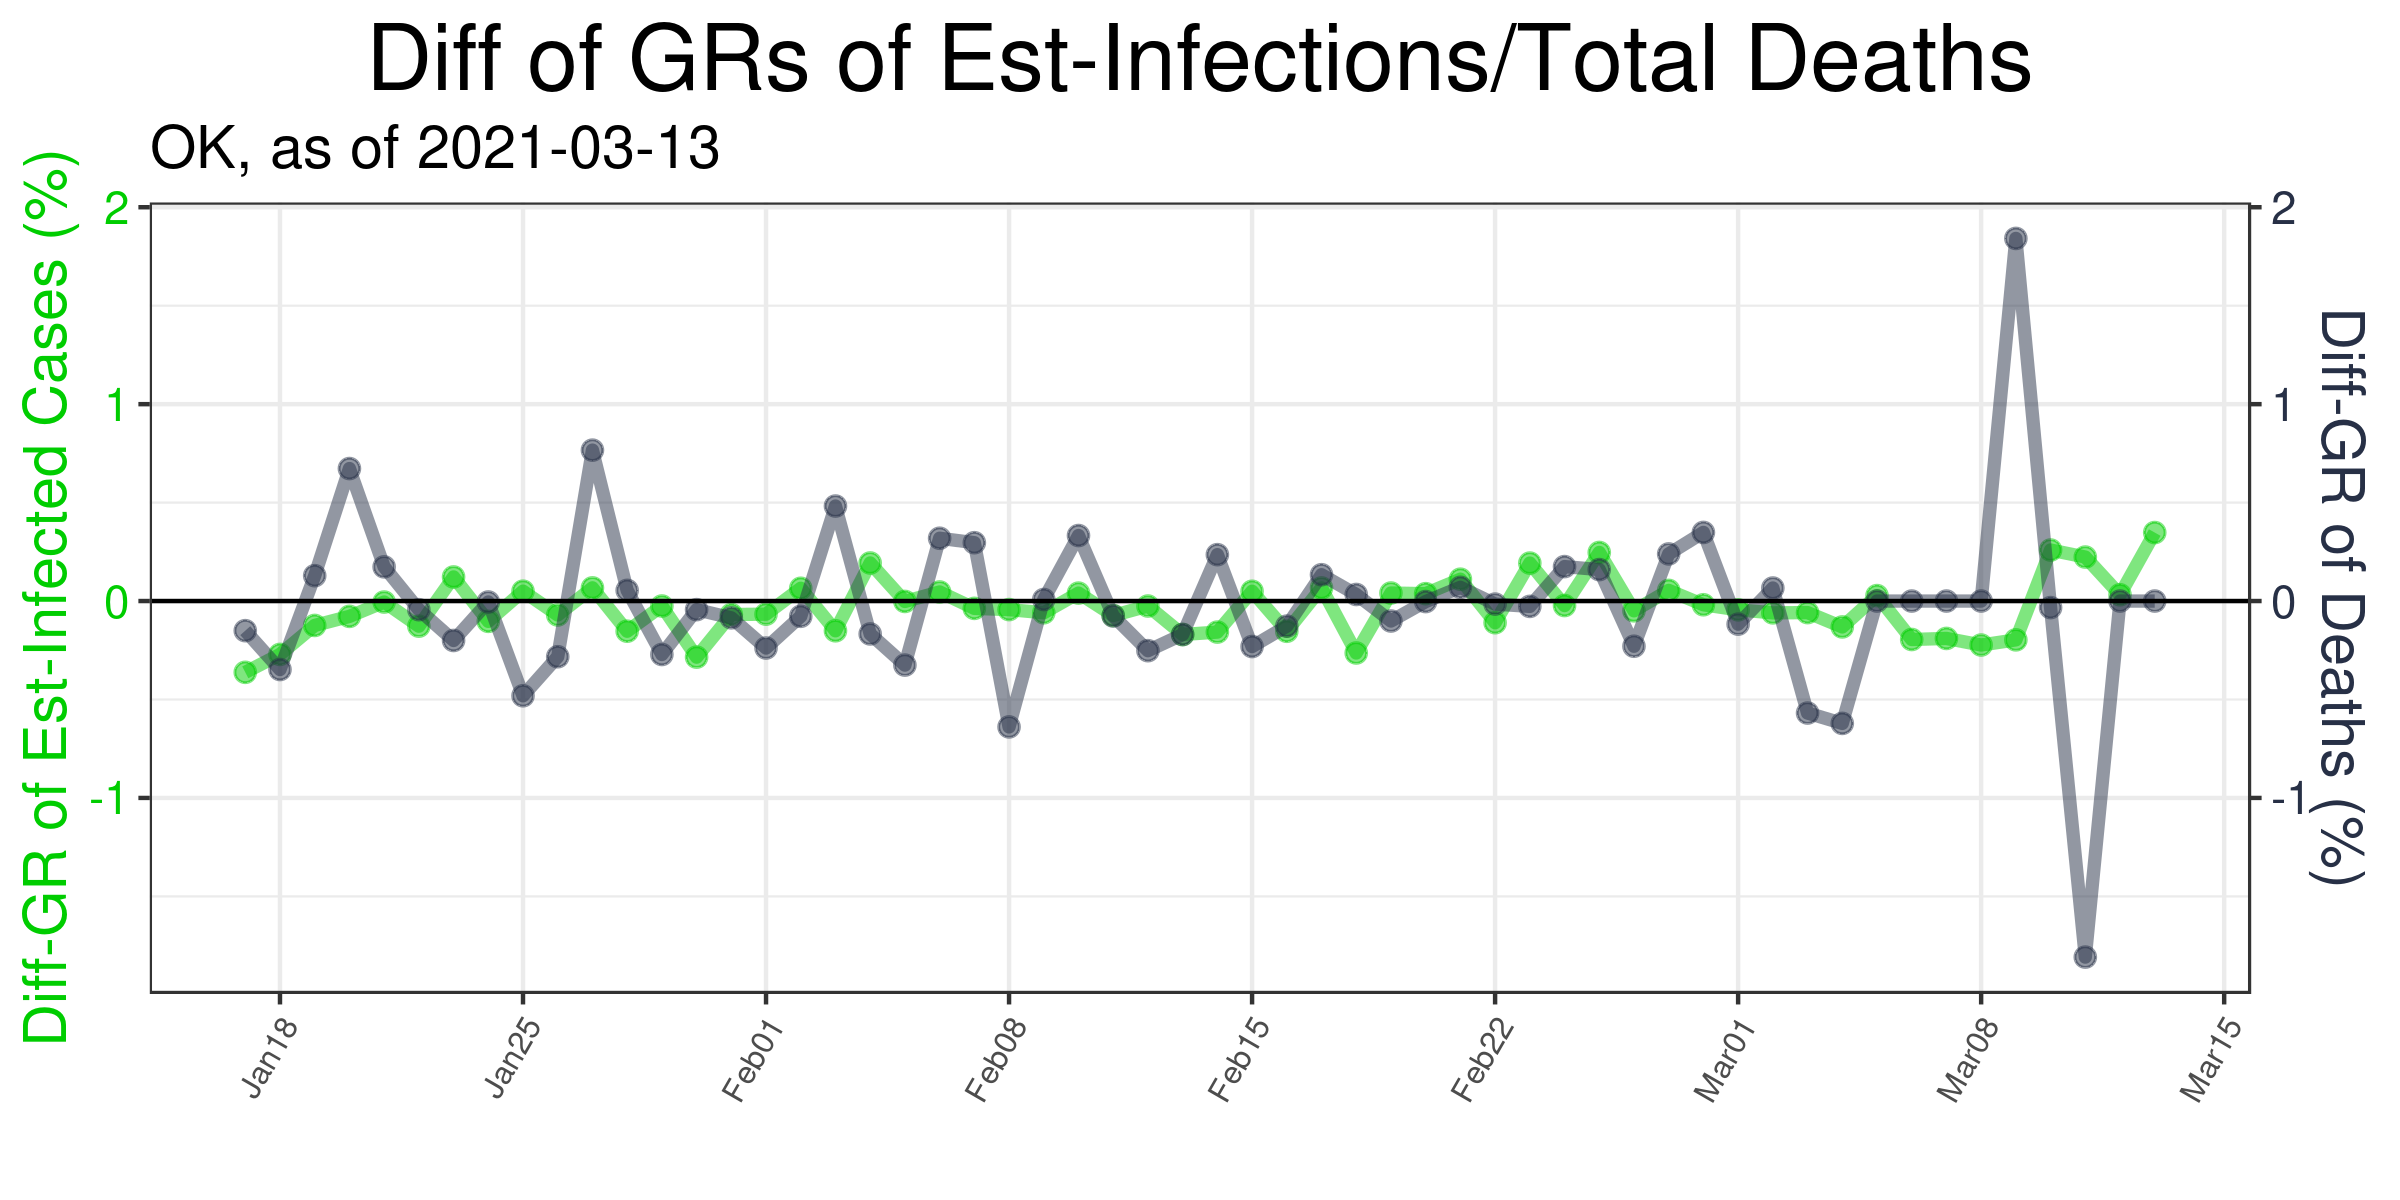 Diff of GRs of Est-Infections/Total Deaths
OK, as of 2021-03-13
Diff-GR of Est-Infected Cases (%)
2
1
0
-1
2
1
0
-1
Diff-GR of Deaths (%)
Jan18
Jan25
Feb01
Feb08
Feb15
Feb22
Mar01
Mar08
Mar15